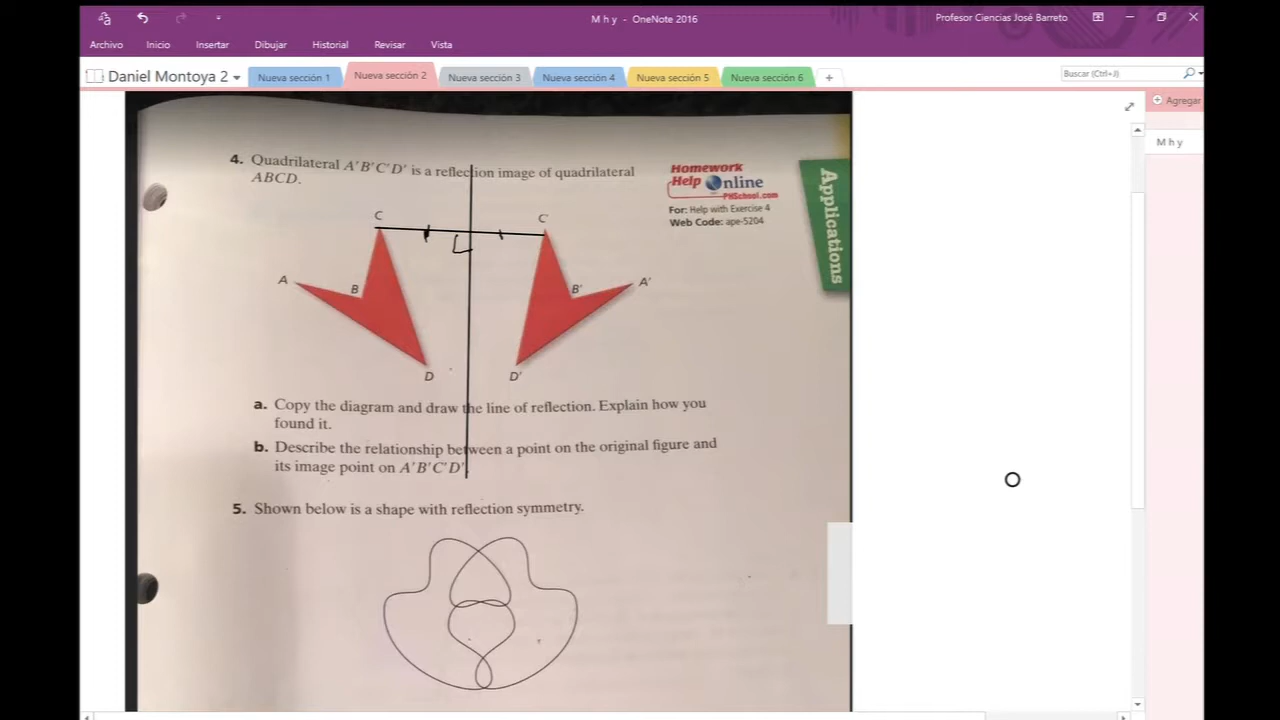 M h y - OneNote 2016
Profesor Ciencias José Barreto
Archivo Inicio Insertar Dibujar Historial Revisar Vista
Daniel Montoya 2
Nueva sección 1 Nueva sección 2 Nueva sección 3 Nueva sección 4 Nueva sección 5 Nueva sección 6 +
Buscar (Ctrl+J)
Agregar
M h y
4. Quadrilateral A'B'C'D' is a reflection image of quadrilateral
ABCD.
Homework
Help Online
PHSchool.com
For: Help with Exercise 4
Web Code: ape-5204
Applications
C C'
A B B' A'
D D'
a. Copy the diagram and draw the line of reflection. Explain how you
found it.
b. Describe the relationship between a point on the original figure and
its image point on A'B'C'D'.
5. Shown below is a shape with reflection symmetry.